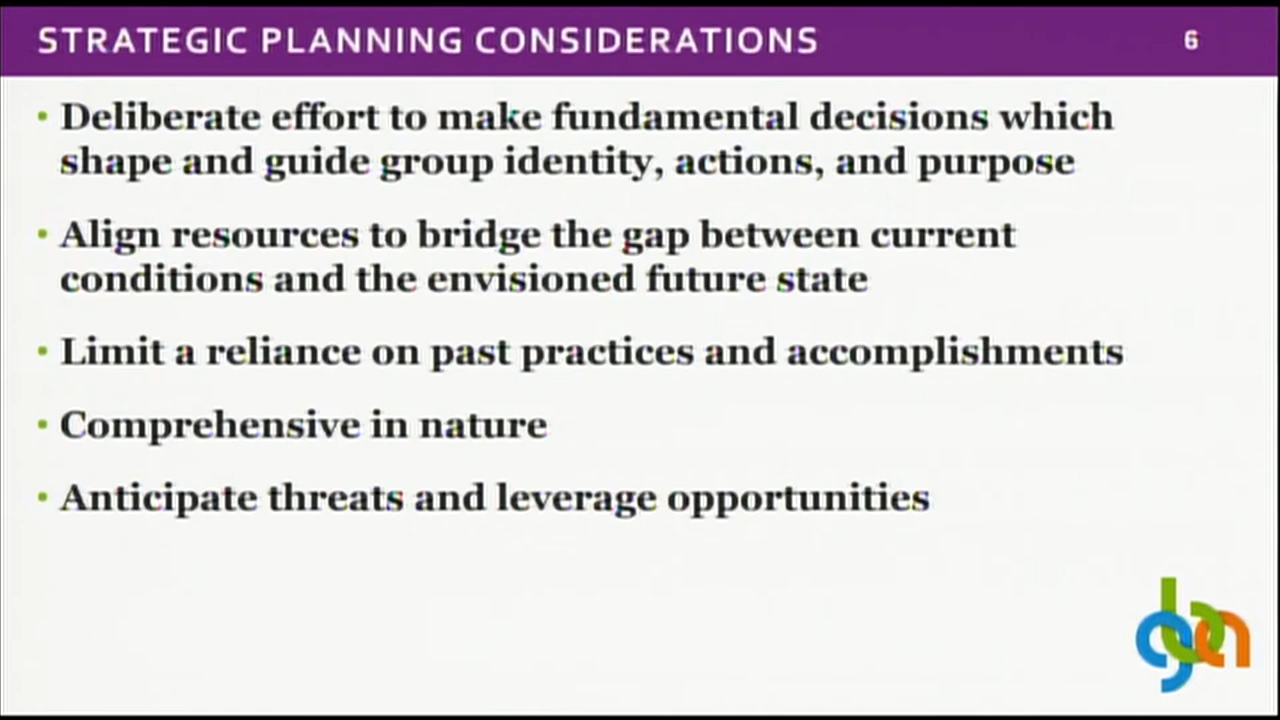 STRATEGIC PLANNING CONSIDERATIONS 6
• Deliberate effort to make fundamental decisions which
shape and guide group identity, actions, and purpose
• Align resources to bridge the gap between current
conditions and the envisioned future state
• Limit a reliance on past practices and accomplishments
• Comprehensive in nature
• Anticipate threats and leverage opportunities